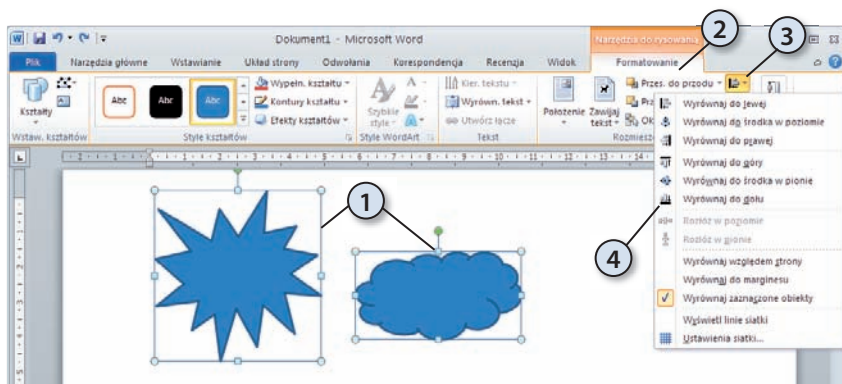 Dokument1 - Microsoft Word
Narzędzia do rysowania
2
3
Plik Narzędzia główne Wstawianie Układ strony Odwołania Korespondencja Recenzja Widok Formatowanie
Kształty
Abc Abc Abc
Wypełn. kształtu
Kontury kształtu
Efekty kształtów
Szybkie style
A A
Kier. tekstu
Wyrówn. tekst
Utwórz łącze
Położenie
Zawijaj tekst
Przes. do przodu
Wstaw. kształtów Style kształtów Style WordArt Tekst
Wyrównaj do lewej
Wyrównaj do środka w poziomie
Wyrównaj do prawej
Wyrównaj do góry
Wyrównaj do środka w pionie
Wyrównaj do dołu
Rozłóż w poziomie
Rozłóż w pionie
Wyrównaj względem strony
Wyrównaj do marginesu
Wyrównaj zaznaczone obiekty
Wyświetl linie siatki
Ustawienia siatki...
1
4